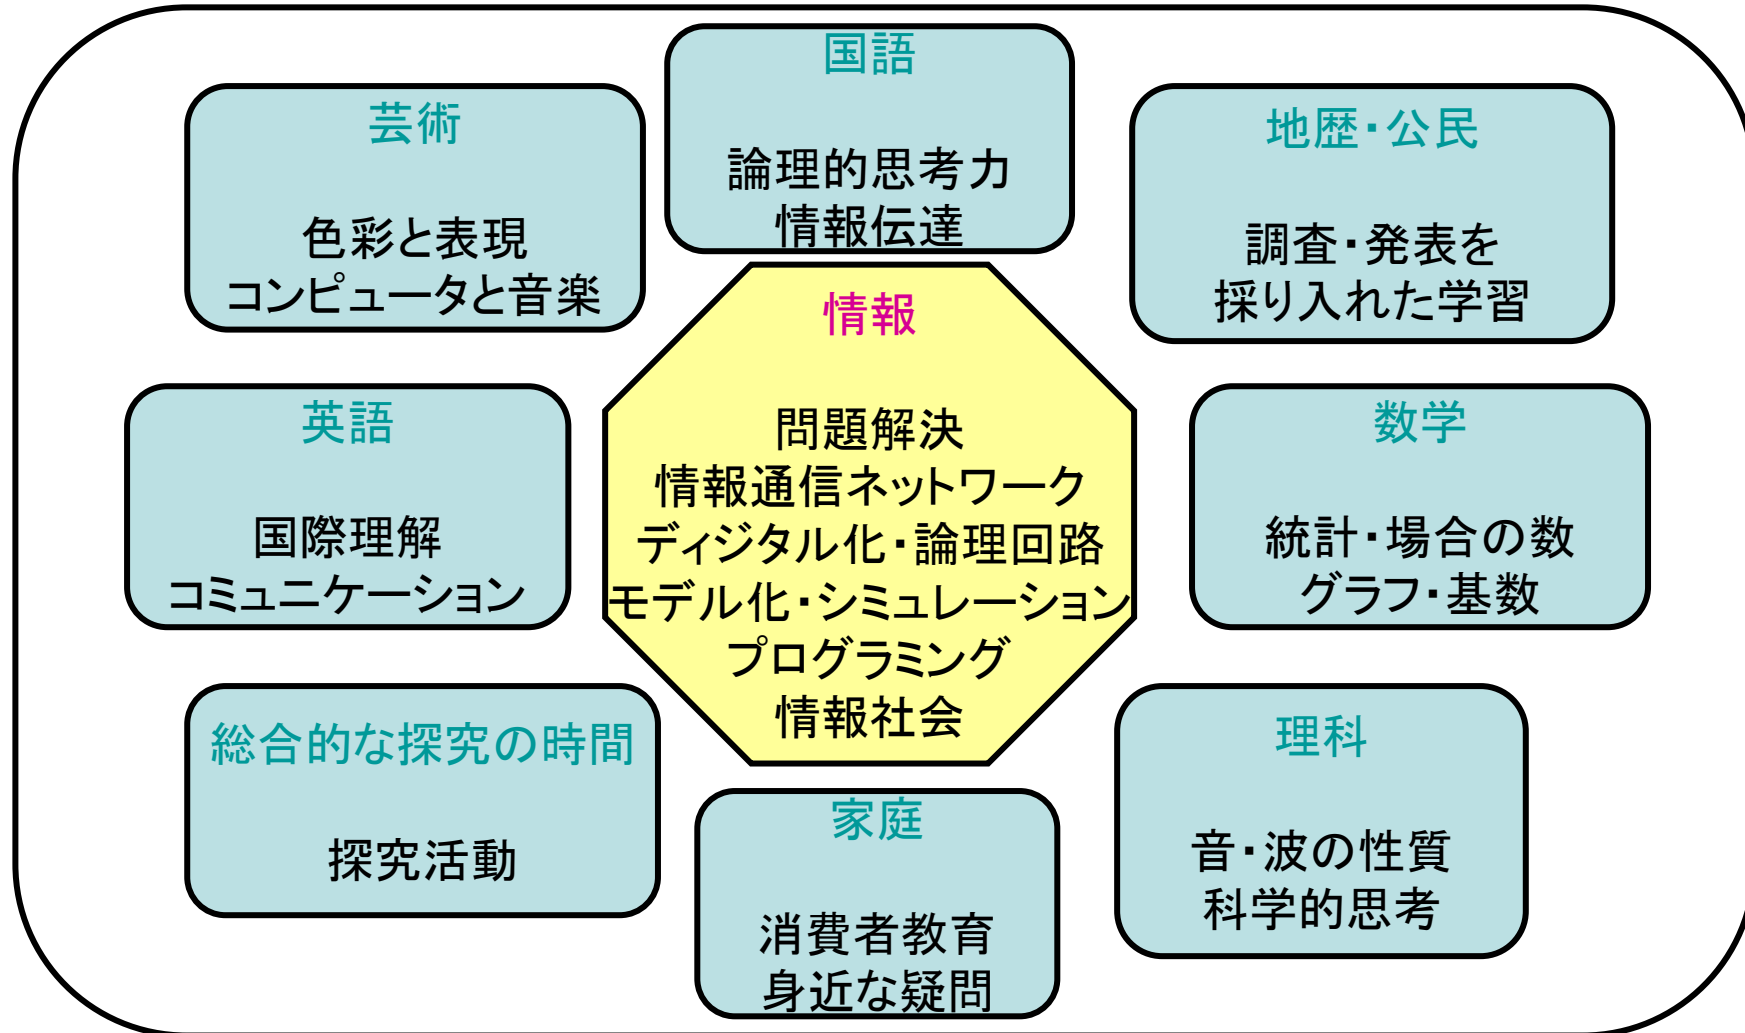 国語
論理的思考力
情報伝達
芸術
色彩と表現
コンピュータと音楽
地歴・公民
調査・発表を
採り入れた学習
情報
問題解決
情報通信ネットワーク
ディジタル化・論理回路
モデル化・シミュレーション
プログラミング
情報社会
英語
国際理解
コミュニケーション
数学
統計・場合の数
グラフ・基数
総合的な探究の時間
探究活動
家庭
消費者教育
身近な疑問
理科
音・波の性質
科学的思考